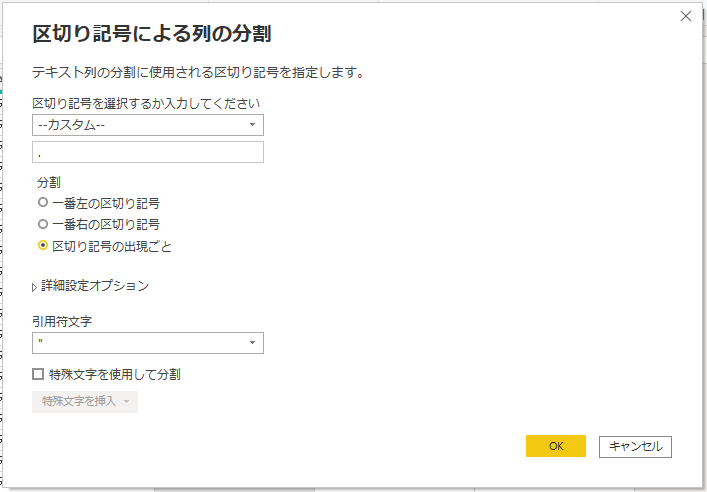 区切り記号による列の分割
テキスト列の分割に使用される区切り記号を指定します。
区切り記号を選択するか入力してください
--カスタム--
.
分割
一番左の区切り記号
一番右の区切り記号
区切り記号の出現ごと
詳細設定オプション
引用符文字
"
特殊文字を使用して分割
特殊文字を挿入
OK
キャンセル